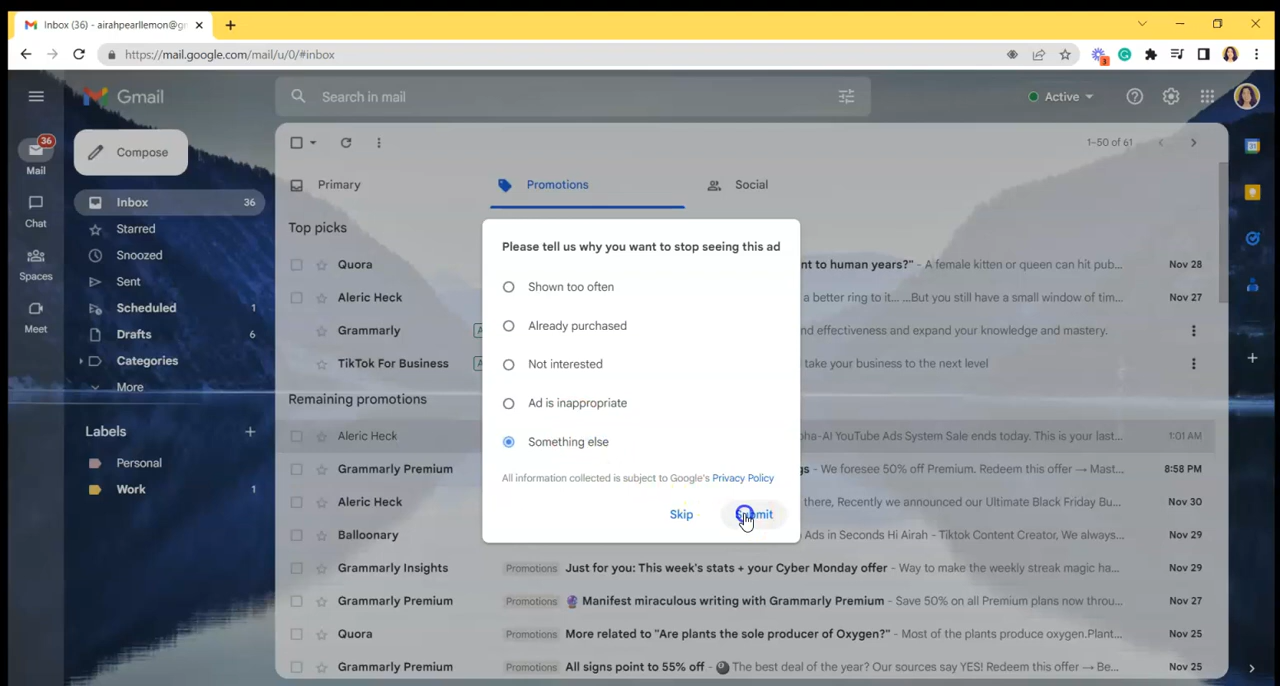 Inbox (36) - airahpearllemon@gr
https://mail.google.com/mail/u/0/#inbox
3
Gmail
Search in mail
Active
36
Mail
Compose
1–50 of 61
Chat
Inbox 36
Primary
Promotions
Social
Starred
Top picks
Spaces
Snoozed
Quora
nt to human years?" - A female kitten or queen can hit pub...
Nov 28
Sent
Aleric Heck
a better ring to it... ...But you still have a small window of tim...
Nov 27
Meet
Scheduled 1
Grammarly
nd effectiveness and expand your knowledge and mastery.
Drafts 6
TikTok For Business
take your business to the next level
Categories
More
Remaining promotions
Labels
Aleric Heck
pha-AI YouTube Ads System Sale ends today. This is your last...
1:01 AM
Personal
Grammarly Premium
gs - We foresee 50% off Premium. Redeem this offer → Mast...
8:58 PM
Work 1
Aleric Heck
there, Recently we announced our Ultimate Black Friday Bu...
Nov 30
Balloonary
Ads in Seconds Hi Airah - Tiktok Content Creator, We always...
Nov 29
Grammarly Insights
Promotions
Just for you: This week's stats + your Cyber Monday offer - Way to make the weekly streak magic ha...
Nov 29
Grammarly Premium
Promotions
Manifest miraculous writing with Grammarly Premium - Save 50% on all Premium plans now throu...
Nov 27
Quora
Promotions
More related to "Are plants the sole producer of Oxygen?" - Most of the plants produce oxygen.Plant...
Nov 25
Grammarly Premium
Promotions
All signs point to 55% off - The best deal of the year? Our sources say YES! Redeem this offer → Be...
Nov 25
Please tell us why you want to stop seeing this ad
Shown too often
Already purchased
Not interested
Ad is inappropriate
Something else
All information collected is subject to Google's Privacy Policy
Skip
Submit